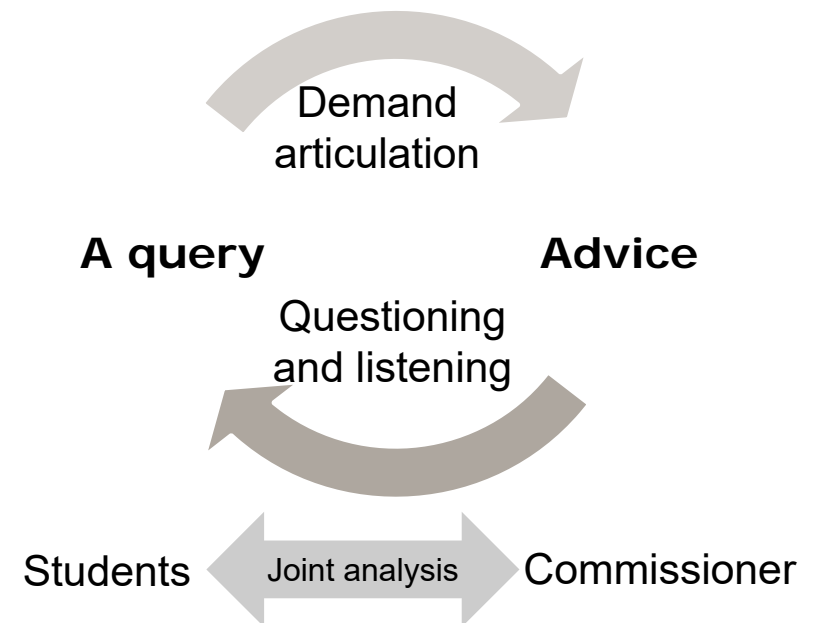 Demand
articulation
A query
Advice
Questioning
and listening
Students
Joint analysis
Commissioner